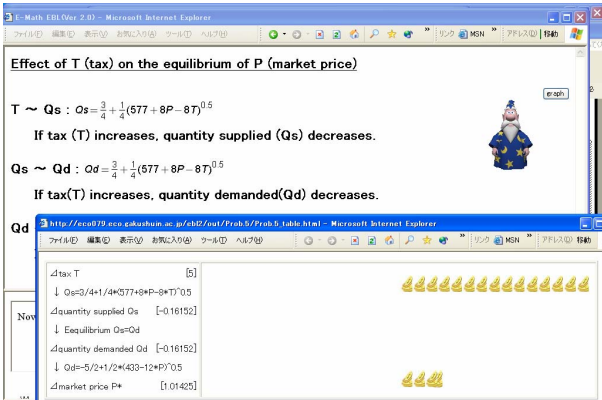 E-Math EBL(Ver 2.0) - Microsoft Internet Explorer
ファイル(F) 編集(E) 表示(V) お気に入り(A) ツール(T) ヘルプ(H) » リンク MSN » アドレス(D) 移動
Effect of T (tax) on the equilibrium of P (market price)
graph
T ~ Qs : Qs=3/4+1/4(577+8P-8T)^0.5
If tax (T) increases, quantity supplied (Qs) decreases.
Qs ~ Qd : Qd=3/4+1/4(577+8P-8T)^0.5
If tax(T) increases, quantity demanded(Qd) decreases.
Qd
http://eco079.eco.gakushuin.ac.jp/ebl2/out/Prob.5/Prob.5_table.html - Microsoft Internet Explorer
ファイル(F) 編集(E) 表示(V) お気に入り(A) ツール(T) ヘルプ(H) » リンク MSN » アドレス(D) 移動
⊿tax T [5]
↓ Qs=3/4+1/4*(577+8*P-8*T)^0.5
⊿quantity supplied Qs [-0.16152]
↓ Eequilibrium Qs=Qd
⊿quantity demanded Qd [-0.16152]
↓ Qd=-5/2+1/2*(433-12*P)^0.5
⊿market price P* [1.01425]
Nov